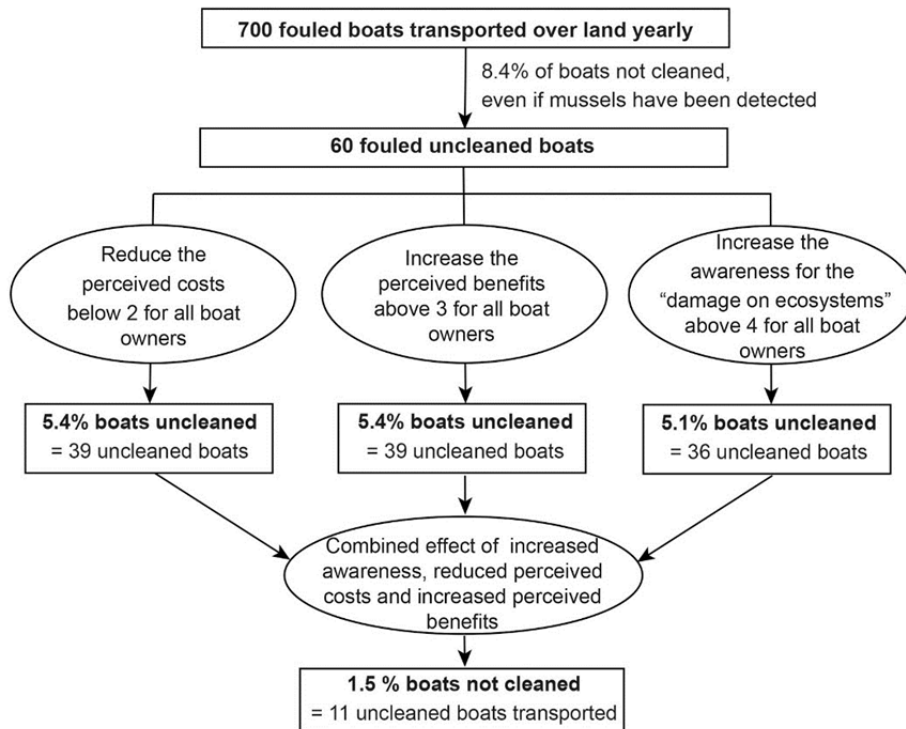 700 fouled boats transported over land yearly
8.4% of boats not cleaned,
even if mussels have been detected
60 fouled uncleaned boats
Reduce the
perceived costs
below 2 for all boat
owners
Increase the
perceived benefits
above 3 for all boat
owners
Increase the
awareness for the
“damage on ecosystems”
above 4 for all boat
owners
5.4% boats uncleaned
= 39 uncleaned boats
5.4% boats uncleaned
= 39 uncleaned boats
5.1% boats uncleaned
= 36 uncleaned boats
Combined effect of increased
awareness, reduced perceived
costs and increased perceived
benefits
1.5 % boats not cleaned
= 11 uncleaned boats transported